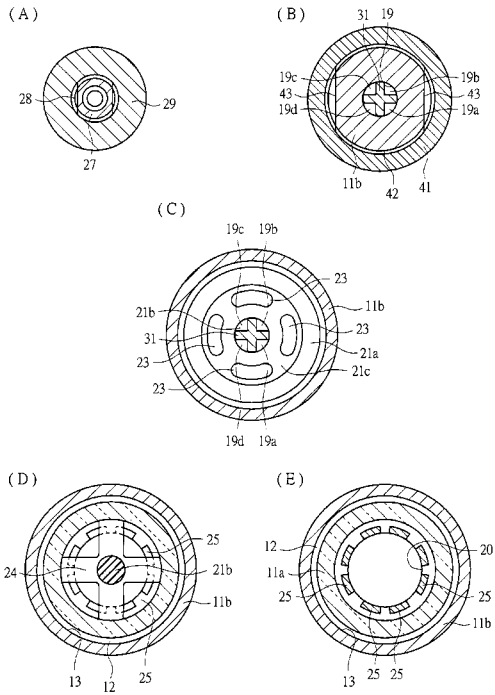 (A)
(B)
31 19
19c 19b
28 29 43 43
19d 19a
27
11b 42 41
(C)
19c 19b
23
21b 11b
31 23
23 21a
21c
23
19d 19a
(D)
(E)
25 12 20
24 21b 11a
25 25
11b 11b
13 12 25 13 25 25